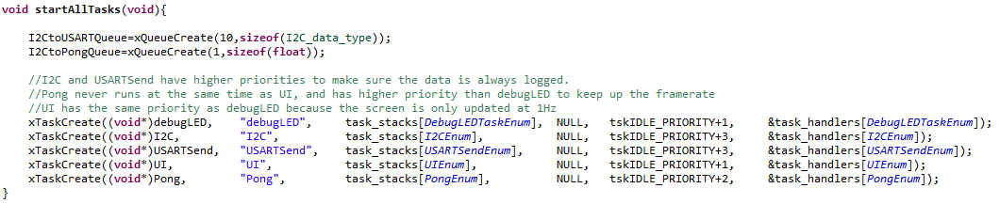 void startAllTasks(void){
I2CtoUSARTQueue=xQueueCreate(10,sizeof(I2C_data_type));
I2CtoPongQueue=xQueueCreate(1,sizeof(float));
//I2C and USARTSend have higher priorities to make sure the data is always logged.
//Pong never runs at the same time as UI, and has higher priority than debugLED to keep up the framerate
//UI has the same priority as debugLED because the screen is only updated at 1Hz
xTaskCreate((void*)debugLED, "debugLED", task_stacks[DebugLEDTaskEnum], NULL, tskIDLE_PRIORITY+1, &task_handlers[DebugLEDTaskEnum]);
xTaskCreate((void*)I2C, "I2C", task_stacks[I2CEnum], NULL, tskIDLE_PRIORITY+3, &task_handlers[I2CEnum]);
xTaskCreate((void*)USARTSend, "USARTSend", task_stacks[USARTSendEnum], NULL, tskIDLE_PRIORITY+3, &task_handlers[USARTSendEnum]);
xTaskCreate((void*)UI, "UI", task_stacks[UIEnum], NULL, tskIDLE_PRIORITY+1, &task_handlers[UIEnum]);
xTaskCreate((void*)Pong, "Pong", task_stacks[PongEnum], NULL, tskIDLE_PRIORITY+2, &task_handlers[PongEnum]);
}